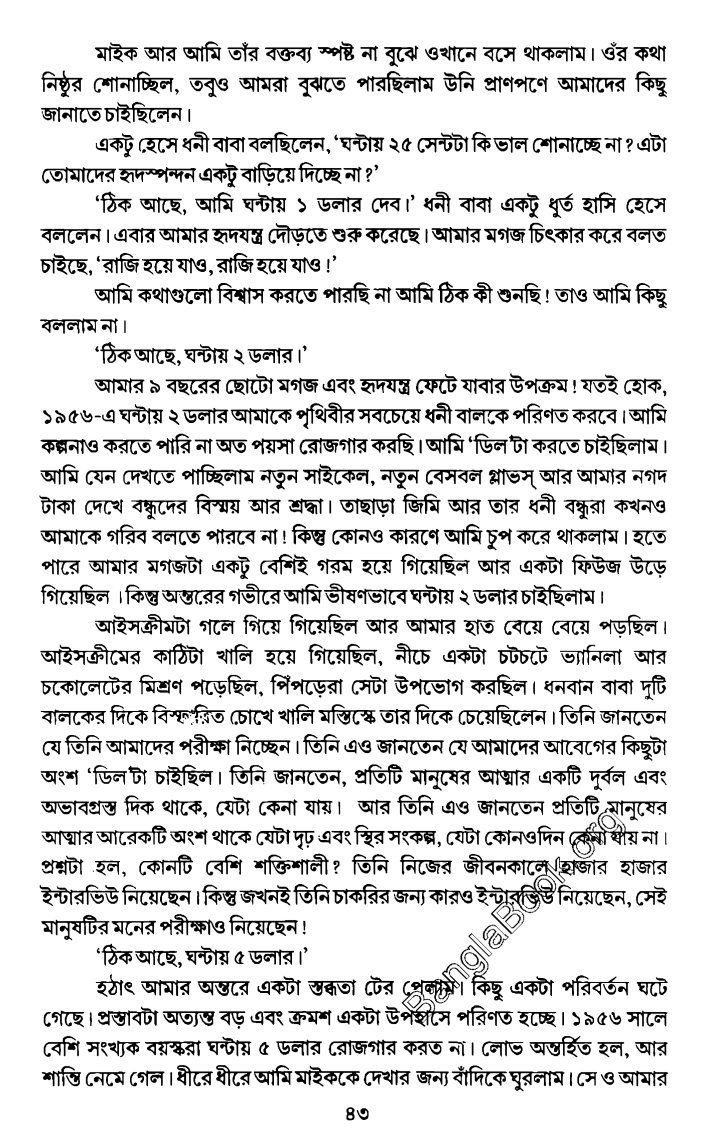 মাইক আর আমি তাঁর বক্তব্য স্পষ্ট না বুঝে ওখানে বসে থাকলাম। ওঁর কথা
নিষ্ঠুর শোনাচ্ছিল, তবুও আমরা বুঝতে পারছিলাম উনি প্রাণপণে আমাদের কিছু
জানাতে চাইছিলেন।
একটু হেসে ধনী বাবা বলছিলেন, ‘ঘন্টায় ২৫ সেন্টটা কি ভাল শোনাচ্ছে না? এটা
তোমাদের হৃদস্পন্দন একটু বাড়িয়ে দিচ্ছে না?’
‘ঠিক আছে, আমি ঘন্টায় ১ ডলার দেব।’ ধনী বাবা একটু ধুর্ত হাসি হেসে
বললেন। এবার আমার হৃদযন্ত্র দৌড়তে শুরু করেছে। আমার মগজ চিৎকার করে বলত
চাইছে, ‘রাজি হয়ে যাও, রাজি হয়ে যাও!’
আমি কথাগুলো বিশ্বাস করতে পারছি না আমি ঠিক কী শুনছি! তাও আমি কিছু
বললাম না।
‘ঠিক আছে, ঘন্টায় ২ ডলার।’
আমার ৯ বছরের ছোটো মগজ এবং হৃদযন্ত্র ফেটে যাবার উপক্রম! যতই হোক,
১৯৫৬-এ ঘন্টায় ২ ডলার আমাকে পৃথিবীর সবচেয়ে ধনী বালকে পরিণত করবে। আমি
কল্পনাও করতে পারি না অত পয়সা রোজগার করছি। আমি ‘ডিল’টা করতে চাইছিলাম।
আমি যেন দেখতে পাচ্ছিলাম নতুন সাইকেল, নতুন বেসবল গ্লাভস্ আর আমার নগদ
টাকা দেখে বন্ধুদের বিস্ময় আর শ্রদ্ধা। তাছাড়া জিমি আর তার ধনী বন্ধুরা কখনও
আমাকে গরিব বলতে পারবে না! কিন্তু কোনও কারণে আমি চুপ করে থাকলাম। হতে
পারে আমার মগজটা একটু বেশিই গরম হয়ে গিয়েছিল আর একটা ফিউজ উড়ে
গিয়েছিল । কিন্তু অন্তরের গভীরে আমি ভীষণভাবে ঘন্টায় ২ ডলার চাইছিলাম।
আইসক্রীমটা গলে গিয়ে গিয়েছিল আর আমার হাত বেয়ে বেয়ে পড়ছিল।
আইসক্রীমের কাঠিটা খালি হয়ে গিয়েছিল, নীচে একটা চটচটে ভ্যানিলা আর
চকোলেটের মিশ্রণ পড়েছিল, পিঁপড়েরা সেটা উপভোগ করছিল। ধনবান বাবা দুটি
বালকের দিকে বিস্ফারিত চোখে খালি মস্তিস্কে তার দিকে চেয়েছিলেন। তিনি জানতেন
যে তিনি আমাদের পরীক্ষা নিচ্ছেন। তিনি এও জানতেন যে আমাদের আবেগের কিছুটা
অংশ ‘ডিল’টা চাইছিল। তিনি জানতেন, প্রতিটি মানুষের আত্মার একটি দুর্বল এবং
অভাবগ্রস্ত দিক থাকে, যেটা কেনা যায়। আর তিনি এও জানতেন প্রতিটি মানুষের
আত্মার আরেকটি অংশ থাকে যেটা দৃঢ় এবং স্থির সংকল্প, যেটা কোনওদিন কেনা যায় না।
প্রশ্নটা হল, কোনটি বেশি শক্তিশালী? তিনি নিজের জীবনকালে হাজার হাজার
ইন্টারভিউ নিয়েছেন। কিন্তু জখনই তিনি চাকরির জন্য কারও ইন্টারভিউ নিয়েছেন, সেই
মানুষটির মনের পরীক্ষাও নিয়েছেন!
‘ঠিক আছে, ঘন্টায় ৫ ডলার।’
হঠাৎ আমার অন্তরে একটা স্তব্ধতা টের পেলাম। কিছু একটা পরিবর্তন ঘটে
গেছে। প্রস্তাবটা অত্যন্ত বড় এবং ক্রমশ একটা উপহাসে পরিণত হচ্ছে। ১৯৫৬ সালে
বেশি সংখ্যক বয়স্করা ঘন্টায় ৫ ডলার রোজগার করত না। লোভ অন্তর্হিত হল, আর
শান্তি নেমে গেল। ধীরে ধীরে আমি মাইককে দেখার জন্য বাঁদিকে ঘুরলাম। সে ও আমার
BanglaBook.org
৪৩